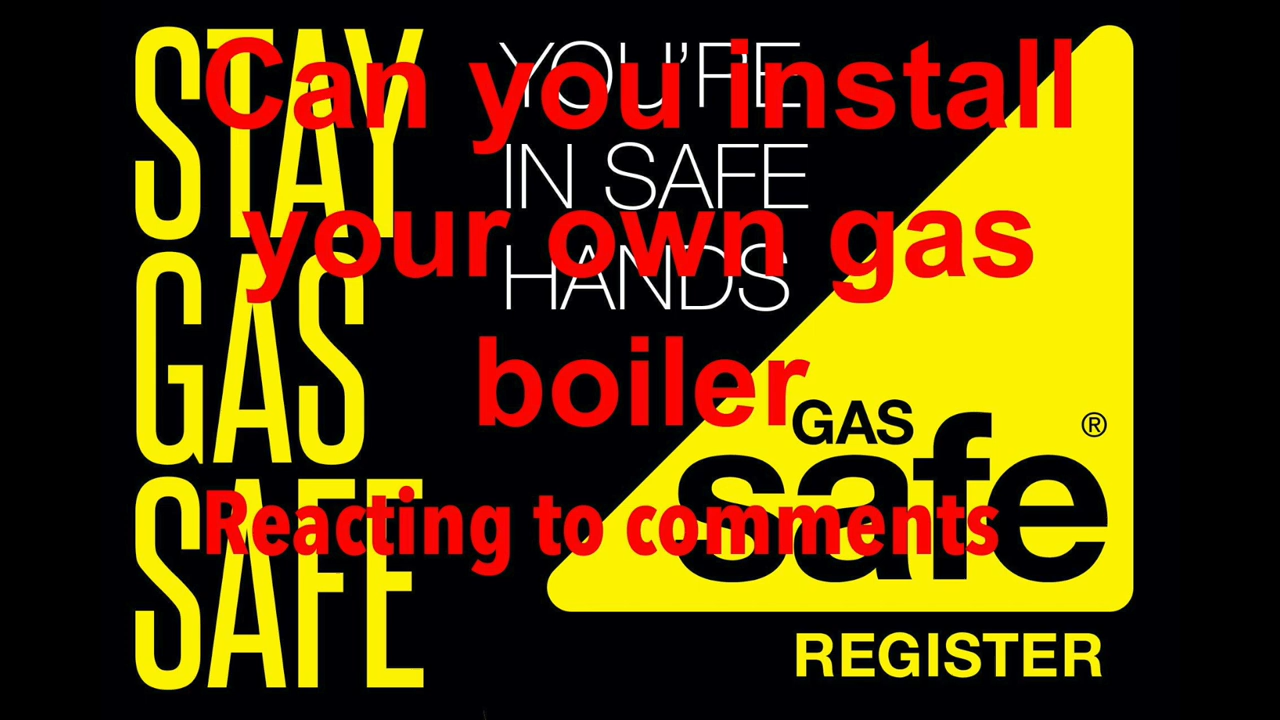 STAY
GAS
SAFE
YOU'RE
IN SAFE
HANDS
Can you install
your own gas
boiler
Reacting to comments
GAS
safe®
REGISTER